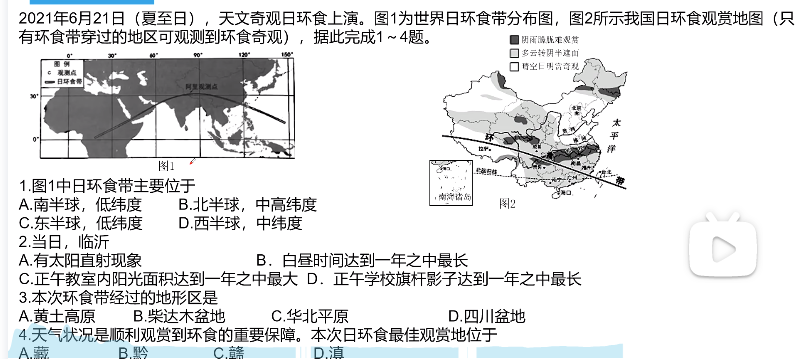 2021年6月21日（夏至日），天文奇观日环食上演。图1为世界日环食带分布图，图2所示我国日环食观赏地图（只
有环食带穿过的地区可观测到环食奇观），据此完成1～4题。
0° 30° 60° 90° 120° 150°
图 例
观测点
日环食带
阿里观测点
30°
0°
图1
阴雨绵绵难观赏
多云转阴半遮面
晴空日明赏奇观
太平洋
环
食
带
拉萨
北回归线
南海诸岛
图2
1.图1中日环食带主要位于
A.南半球，低纬度 B.北半球，中高纬度
C.东半球，低纬度 D.西半球，中纬度
2.当日，临沂
A.有太阳直射现象 B．白昼时间达到一年之中最长
C.正午教室内阳光面积达到一年之中最大 D．正午学校旗杆影子达到一年之中最长
3.本次环食带经过的地形区是
A.黄土高原 B.柴达木盆地 C.华北平原 D.四川盆地
4.天气状况是顺利观赏到环食的重要保障。本次日环食最佳观赏地位于
A.藏 B.黔 C.赣 D.滇